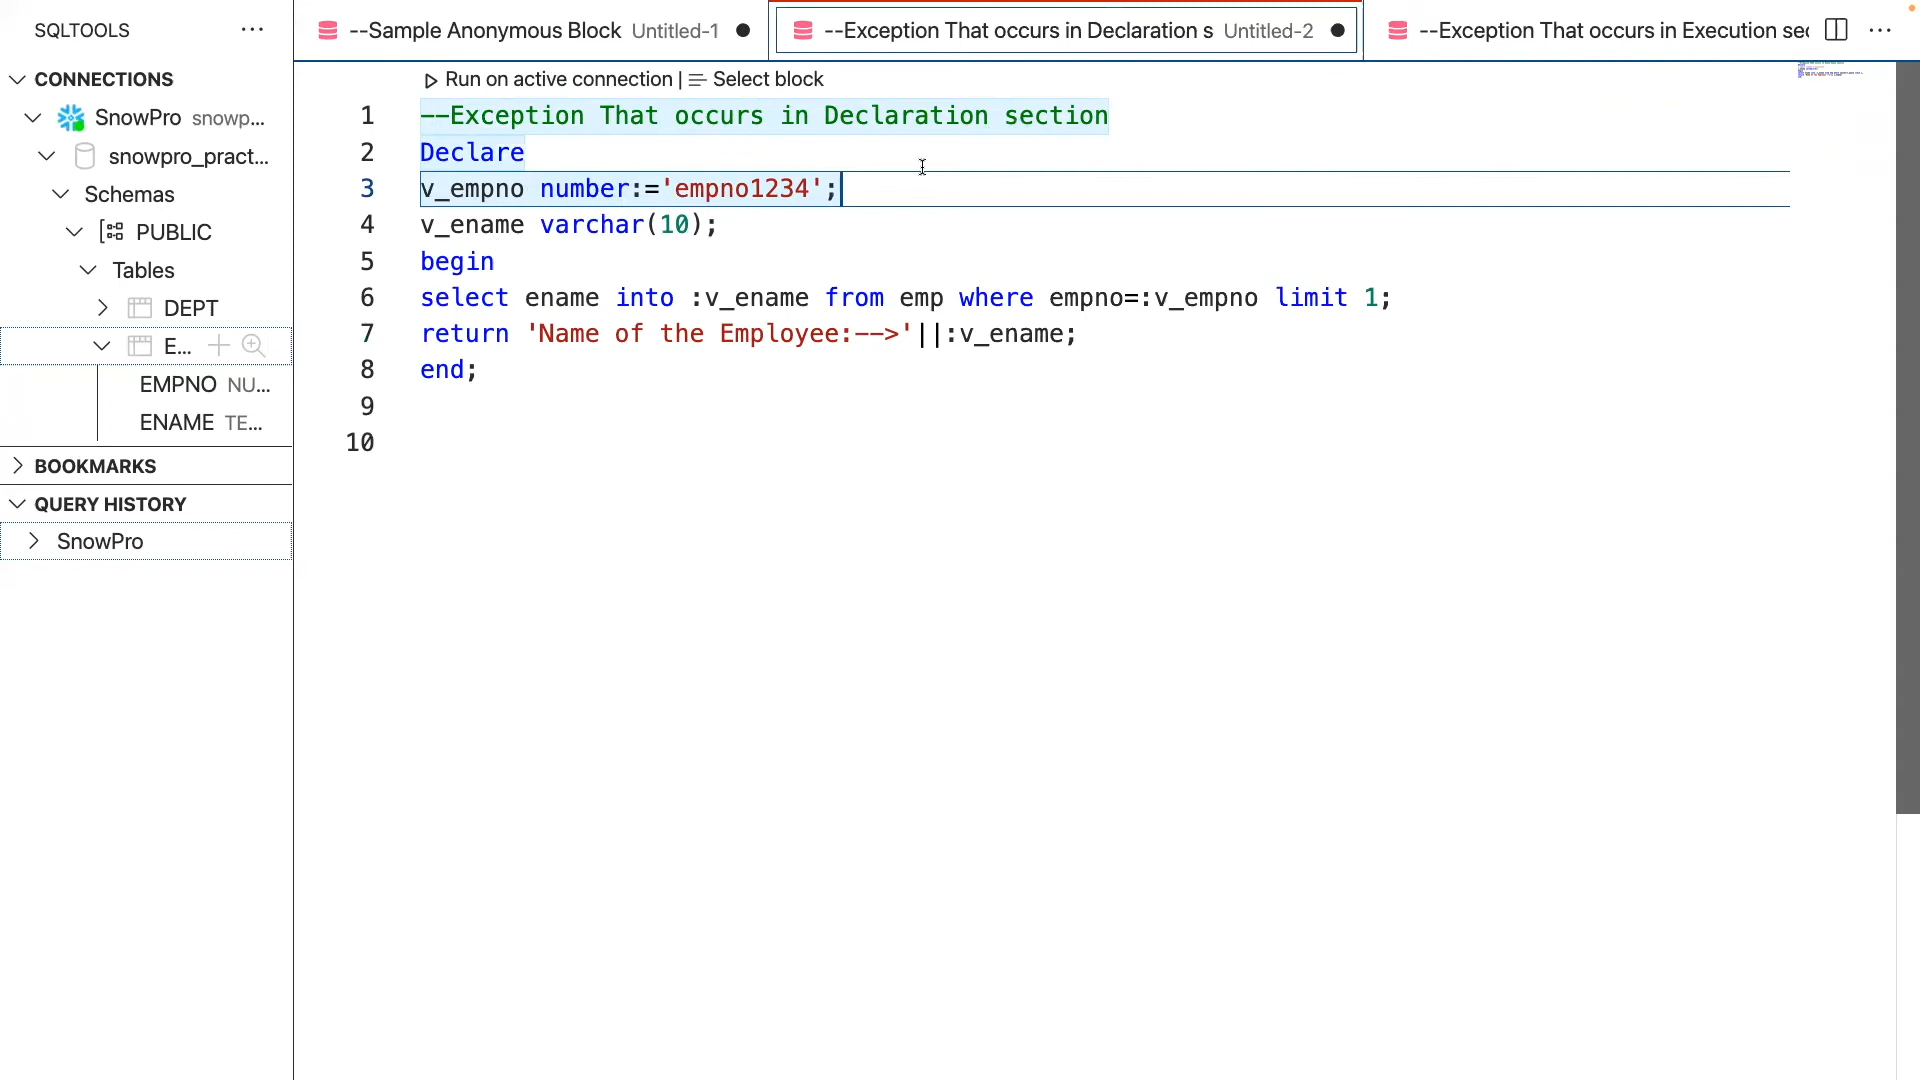 SQLTOOLS
CONNECTIONS
SnowPro snowp...
snowpro_pract...
Schemas
PUBLIC
Tables
DEPT
E...
EMPNO NU...
ENAME TE...
BOOKMARKS
QUERY HISTORY
SnowPro
--Sample Anonymous Block Untitled-1
--Exception That occurs in Declaration s Untitled-2
--Exception That occurs in Execution sec
Run on active connection | Select block
1 --Exception That occurs in Declaration section
2 Declare
3 v_empno number:='empno1234';
4 v_ename varchar(10);
5 begin
6 select ename into :v_ename from emp where empno=:v_empno limit 1;
7 return 'Name of the Employee:-->'||:v_ename;
8 end;
9
10